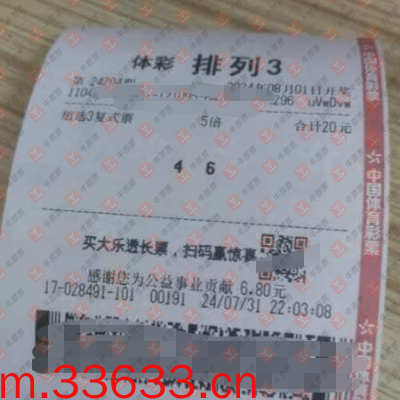 体彩 排列3
第 24204期 2024年08月01日开奖
296 uVwDvw
组选3复式票 5倍 合计20元
4 6
买大乐透长票,扫码赢惊喜
感谢您为公益事业贡献 6.80元
17-028491-101 00191 24/07/31 22:03:08
中国体育彩票
m.33633.cn